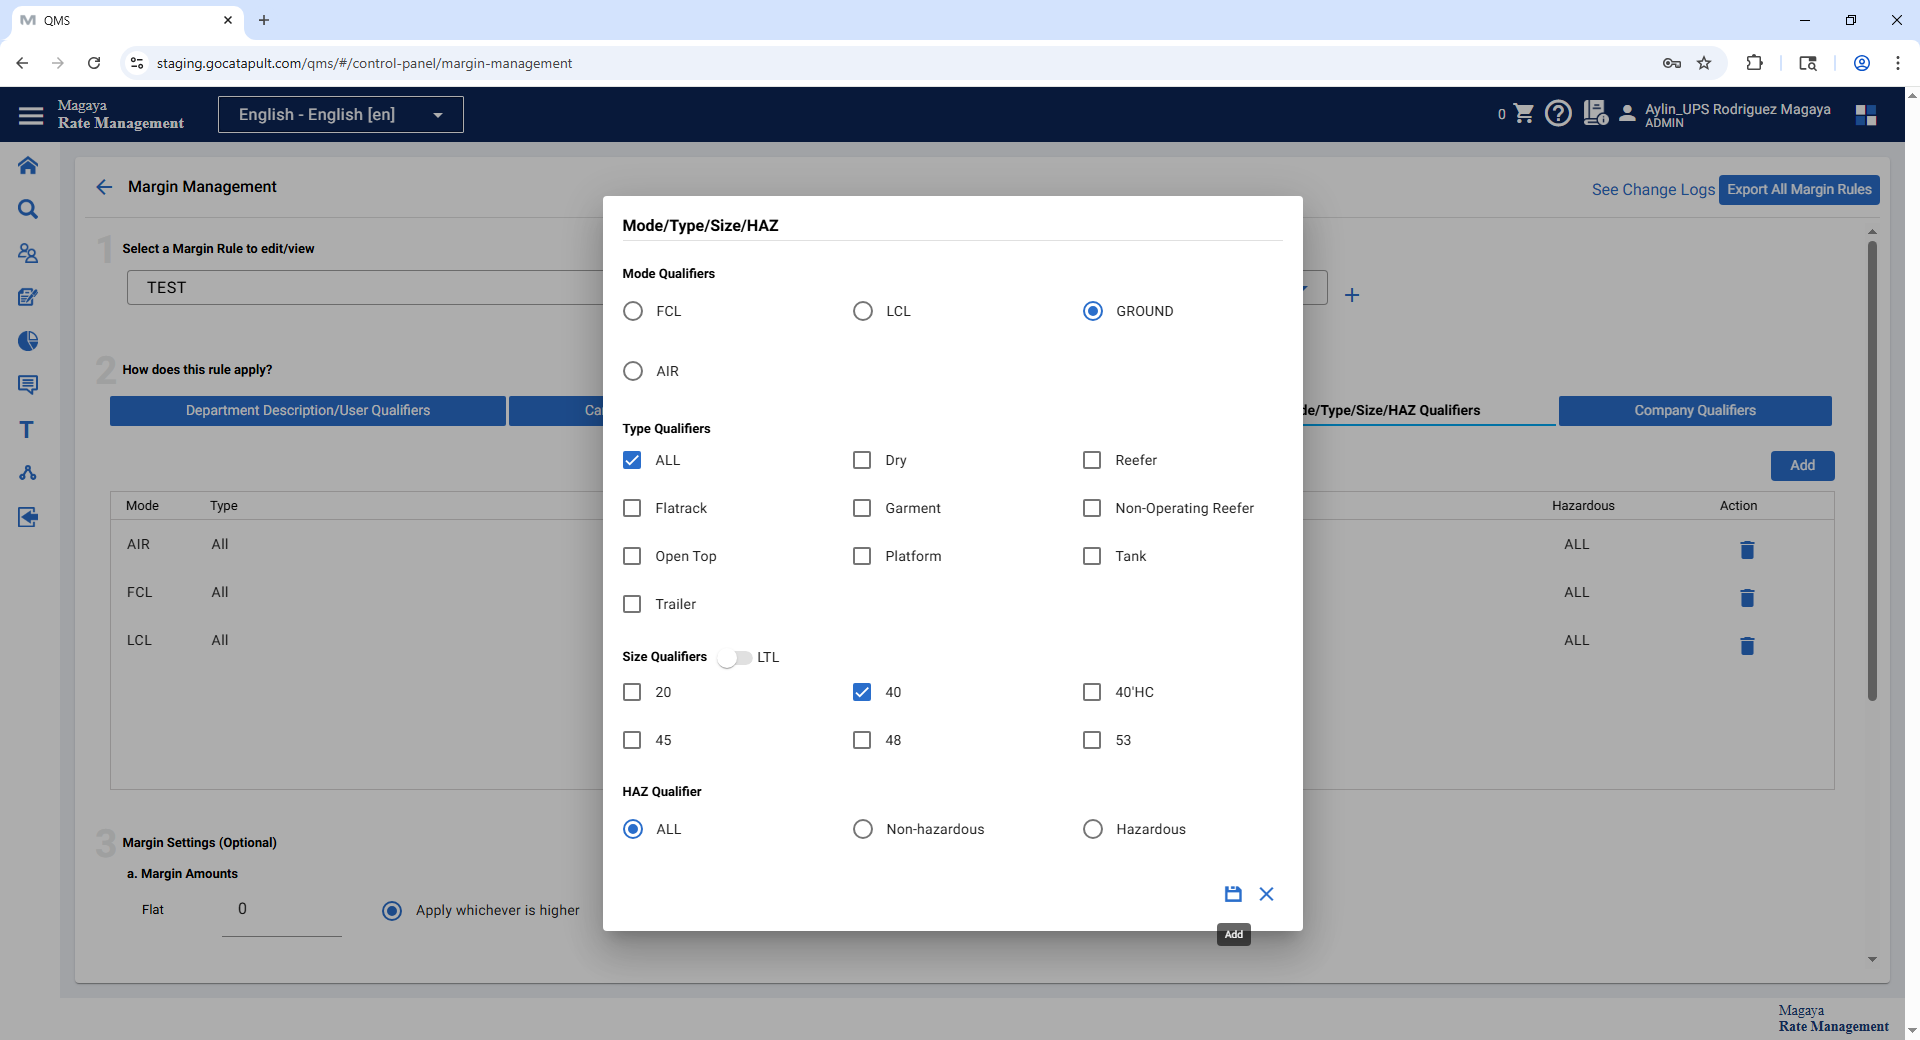 QMS
staging.gocatapult.com/qms/#/control-panel/margin-management
Magaya
Rate Management
English - English [en]
0
Aylin_UPS Rodriguez Magaya
ADMIN
Margin Management
See Change Logs
Export All Margin Rules
1
Select a Margin Rule to edit/view
TEST
2
How does this rule apply?
Department Description/User Qualifiers
Ca
de/Type/Size/HAZ Qualifiers
Company Qualifiers
Add
Mode
Type
Hazardous
Action
AIR
All
ALL
FCL
All
ALL
LCL
All
ALL
3
Margin Settings (Optional)
a. Margin Amounts
Flat
0
Apply whichever is higher
Mode/Type/Size/HAZ
Mode Qualifiers
FCL
LCL
GROUND
AIR
Type Qualifiers
ALL
Dry
Reefer
Flatrack
Garment
Non-Operating Reefer
Open Top
Platform
Tank
Trailer
Size Qualifiers
LTL
20
40
40'HC
45
48
53
HAZ Qualifier
ALL
Non-hazardous
Hazardous
Add
Magaya
Rate Management